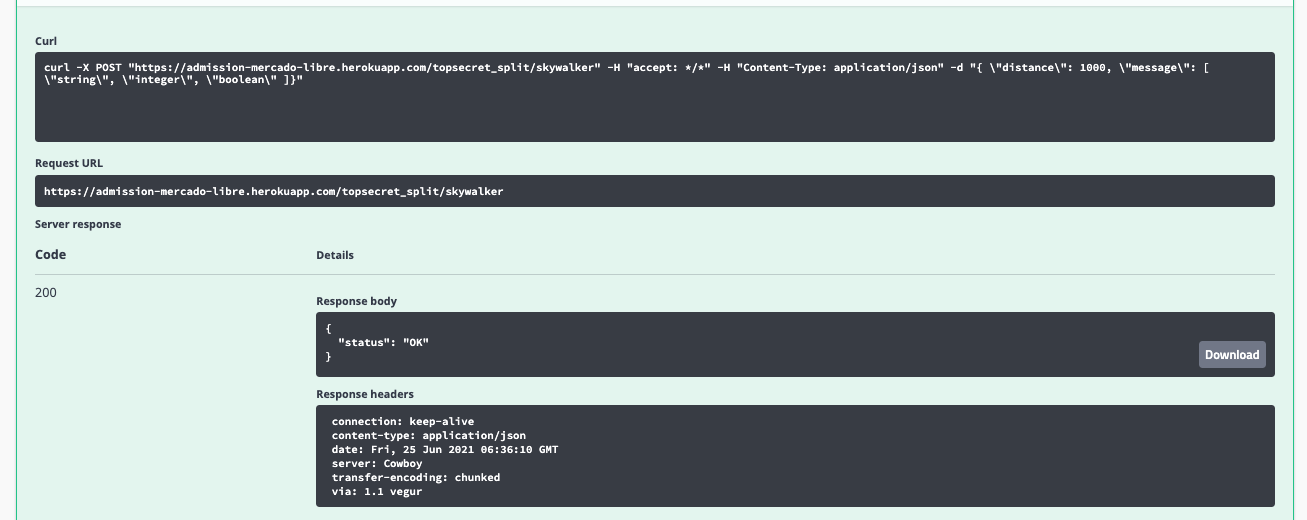 Curl
curl -X POST "https://admission-mercado-libre.herokuapp.com/topsecret_split/skywalker" -H "accept: */*" -H "Content-Type: application/json" -d "{ \"distance\": 1000, \"message\": [
\"string\", \"integer\", \"boolean\" ]}"
Request URL
https://admission-mercado-libre.herokuapp.com/topsecret_split/skywalker
Server response
Code
Details
200
Response body
{
  "status": "OK"
}
Download
Response headers
connection: keep-alive
content-type: application/json
date: Fri, 25 Jun 2021 06:36:10 GMT
server: Cowboy
transfer-encoding: chunked
via: 1.1 vegur